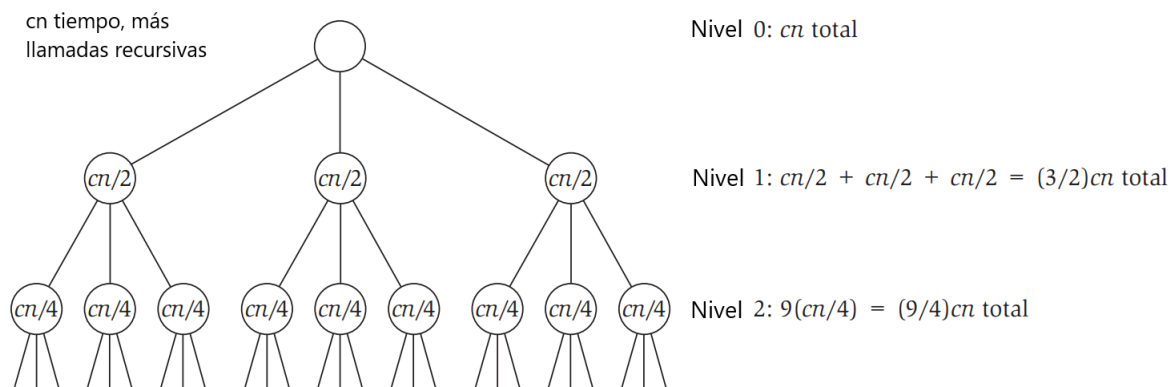 cn tiempo, más
llamadas recursivas
Nivel 0: cn total
cn/2 cn/2 cn/2
Nivel 1: cn/2 + cn/2 + cn/2 = (3/2)cn total
cn/4 cn/4 cn/4 cn/4 cn/4 cn/4 cn/4 cn/4 cn/4
Nivel 2: 9(cn/4) = (9/4)cn total